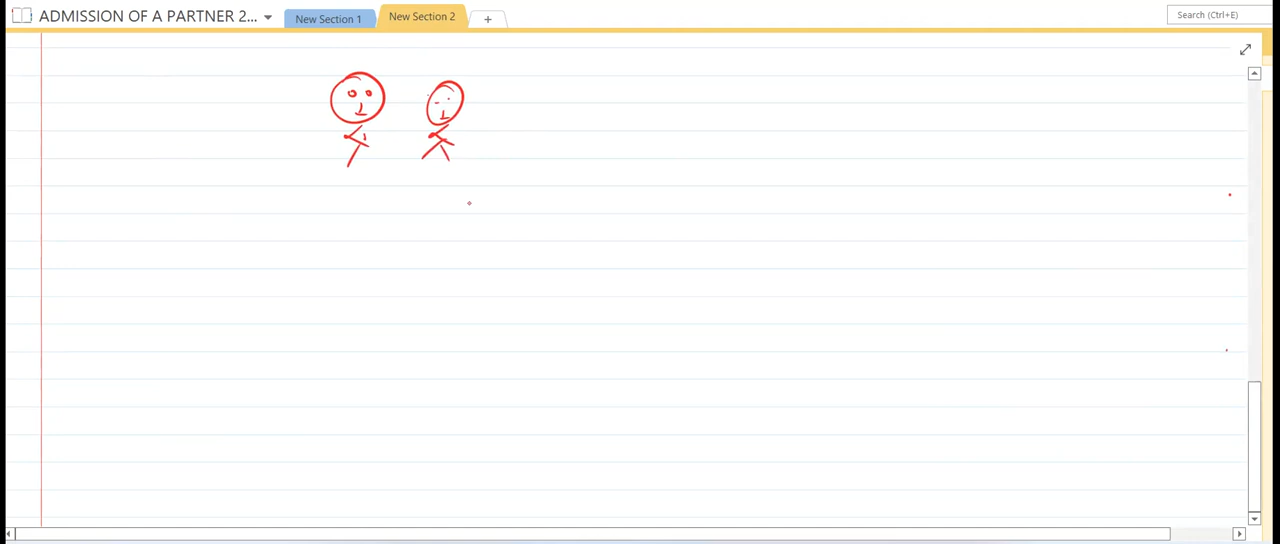 ADMISSION OF A PARTNER 2...
New Section 1
New Section 2
+
Search (Ctrl+E)